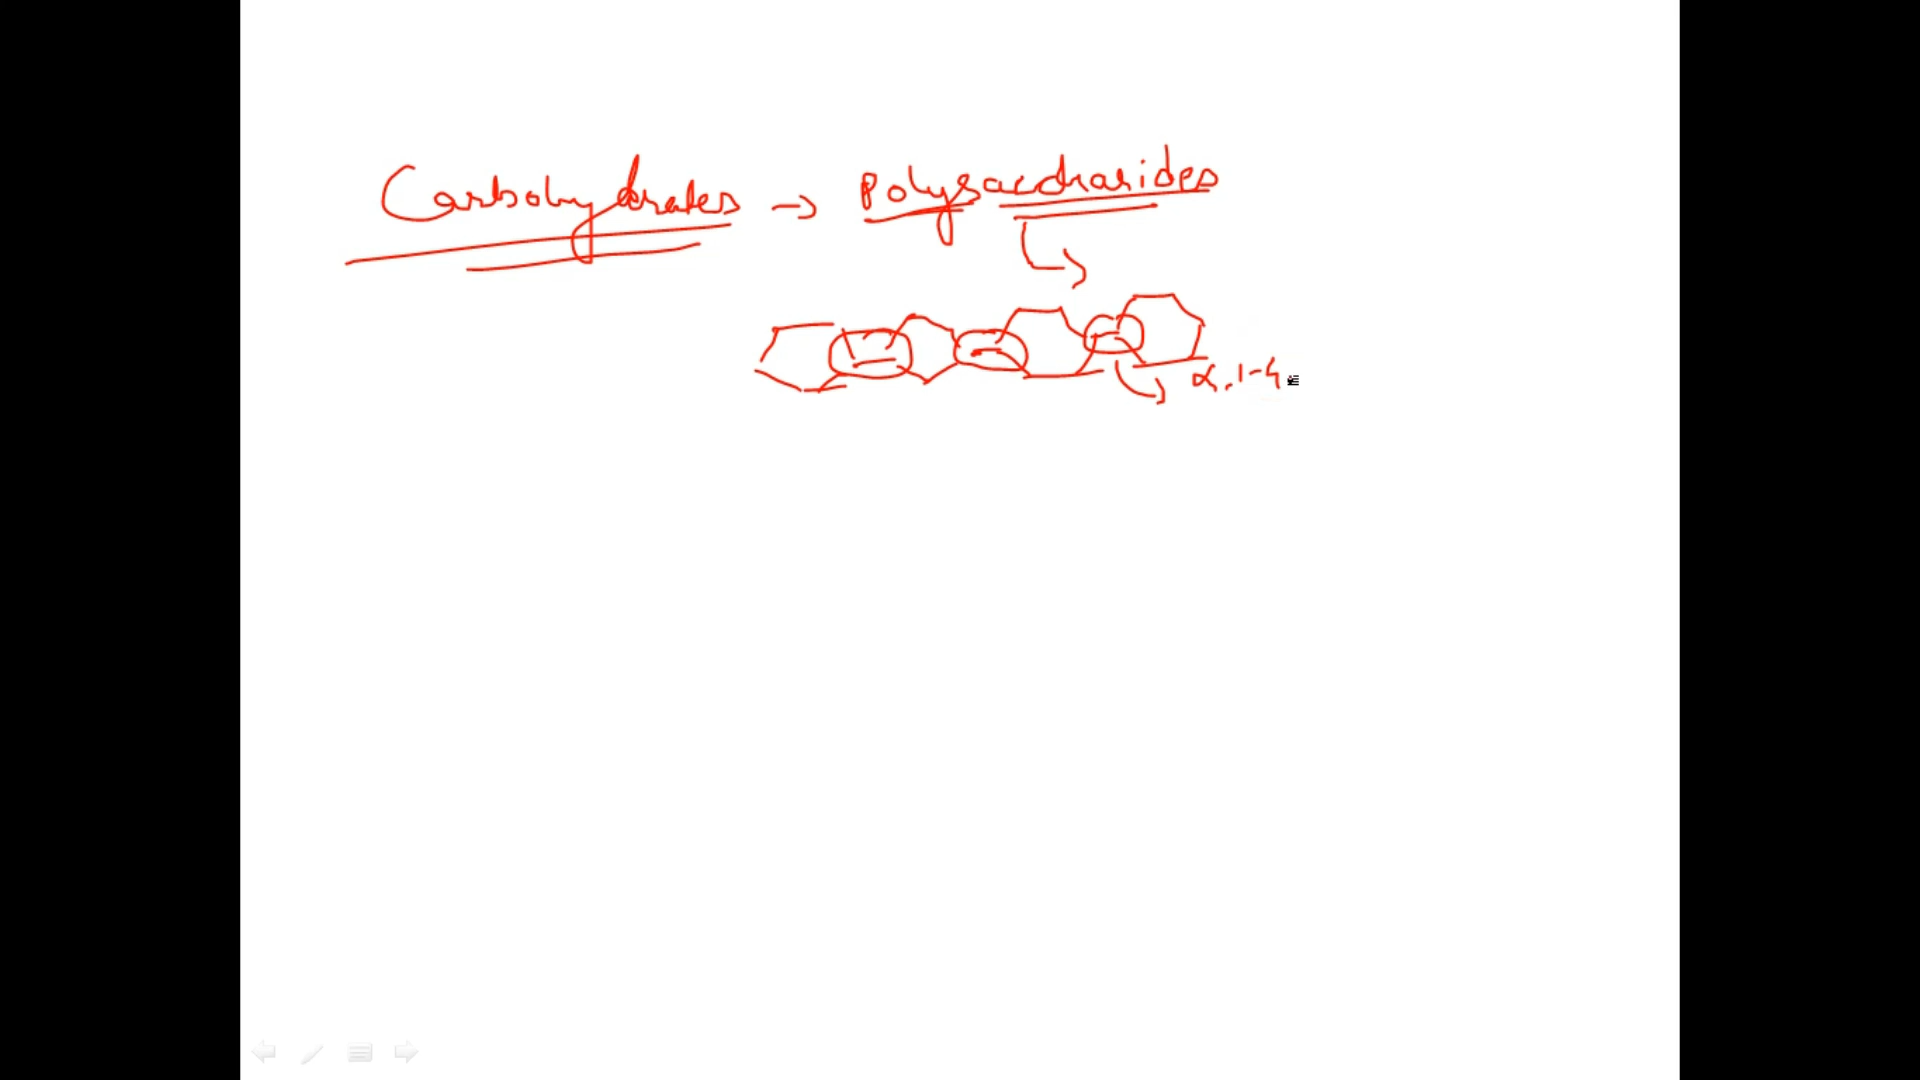 Carbohydrates → Polysaccharides
α,1-4